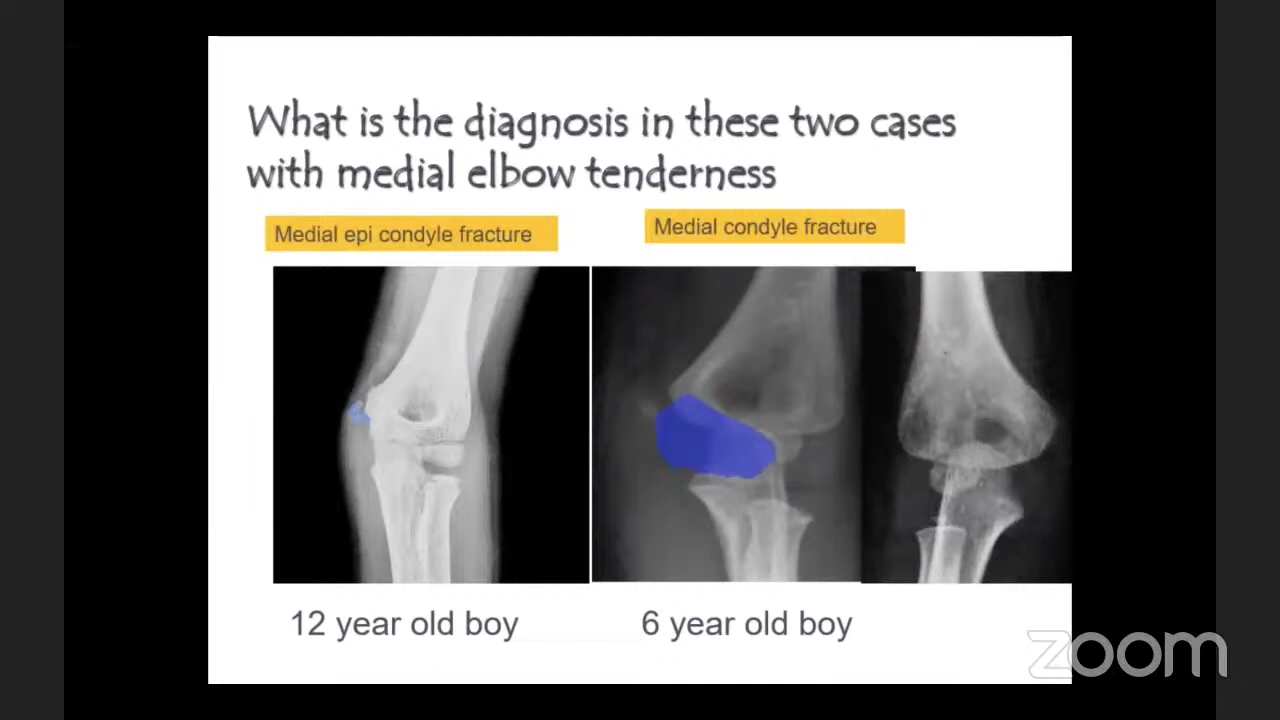 What is the diagnosis in these two cases
with medial elbow tenderness
Medial epi condyle fracture
Medial condyle fracture
12 year old boy
6 year old boy
zoom